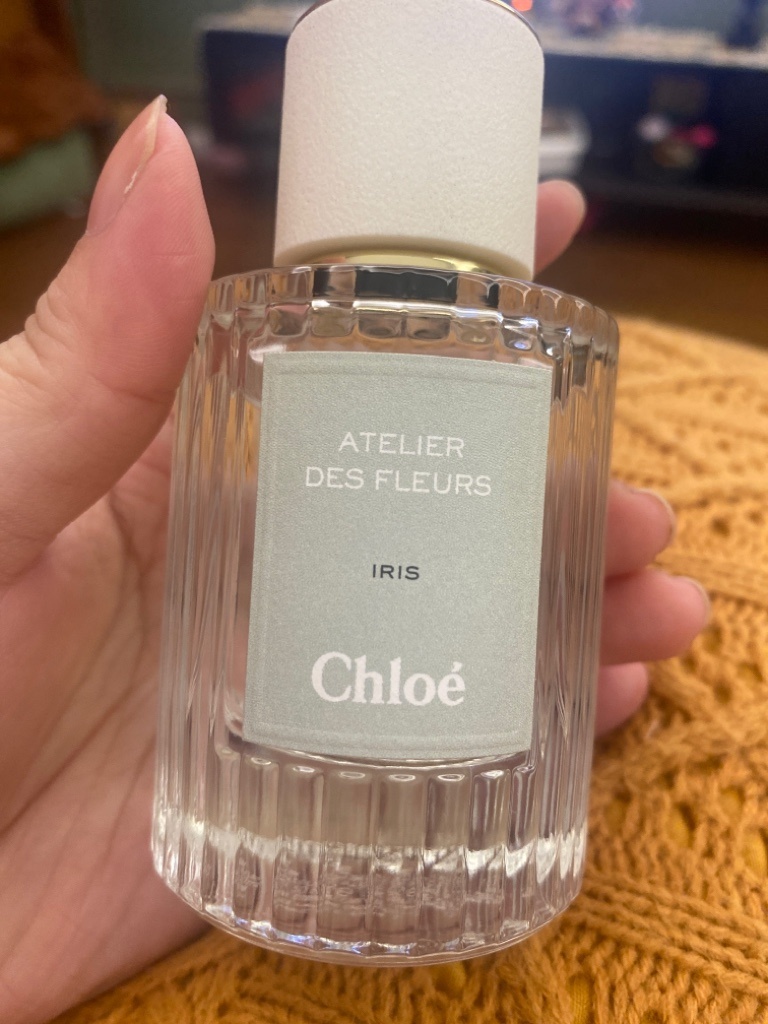 ATELIER
DES FLEURS
IRIS
Chloé